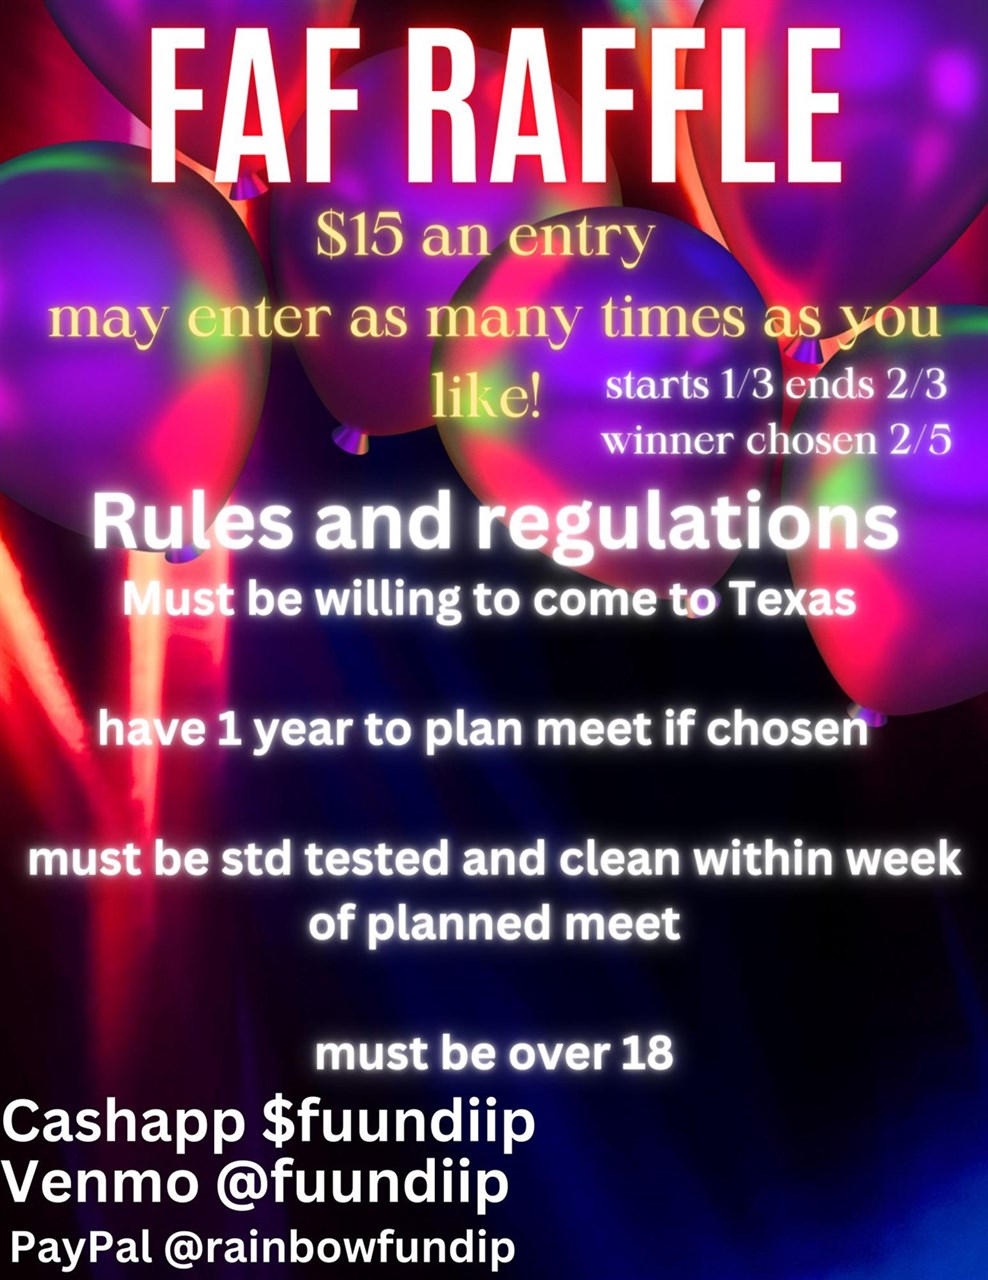 FAF RAFFLE
$15 an entry
may enter as many times as you
like!
starts 1/3 ends 2/3
winner chosen 2/5
Rules and regulations
Must be willing to come to Texas
have 1 year to plan meet if chosen
must be std tested and clean within week
of planned meet
must be over 18
Cashapp $fuundiip
Venmo @fuundiip
PayPal @rainbowfundip